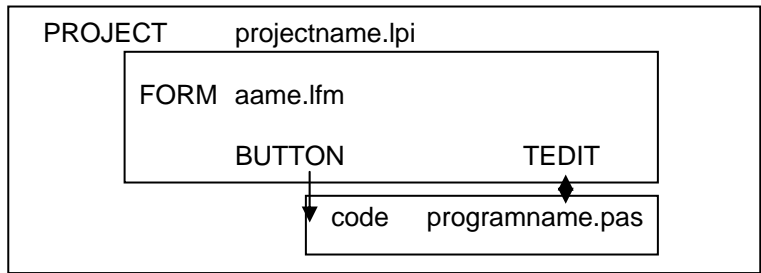 PROJECT projectname.lpi
FORM aame.lfm
BUTTON TEDIT
code programname.pas